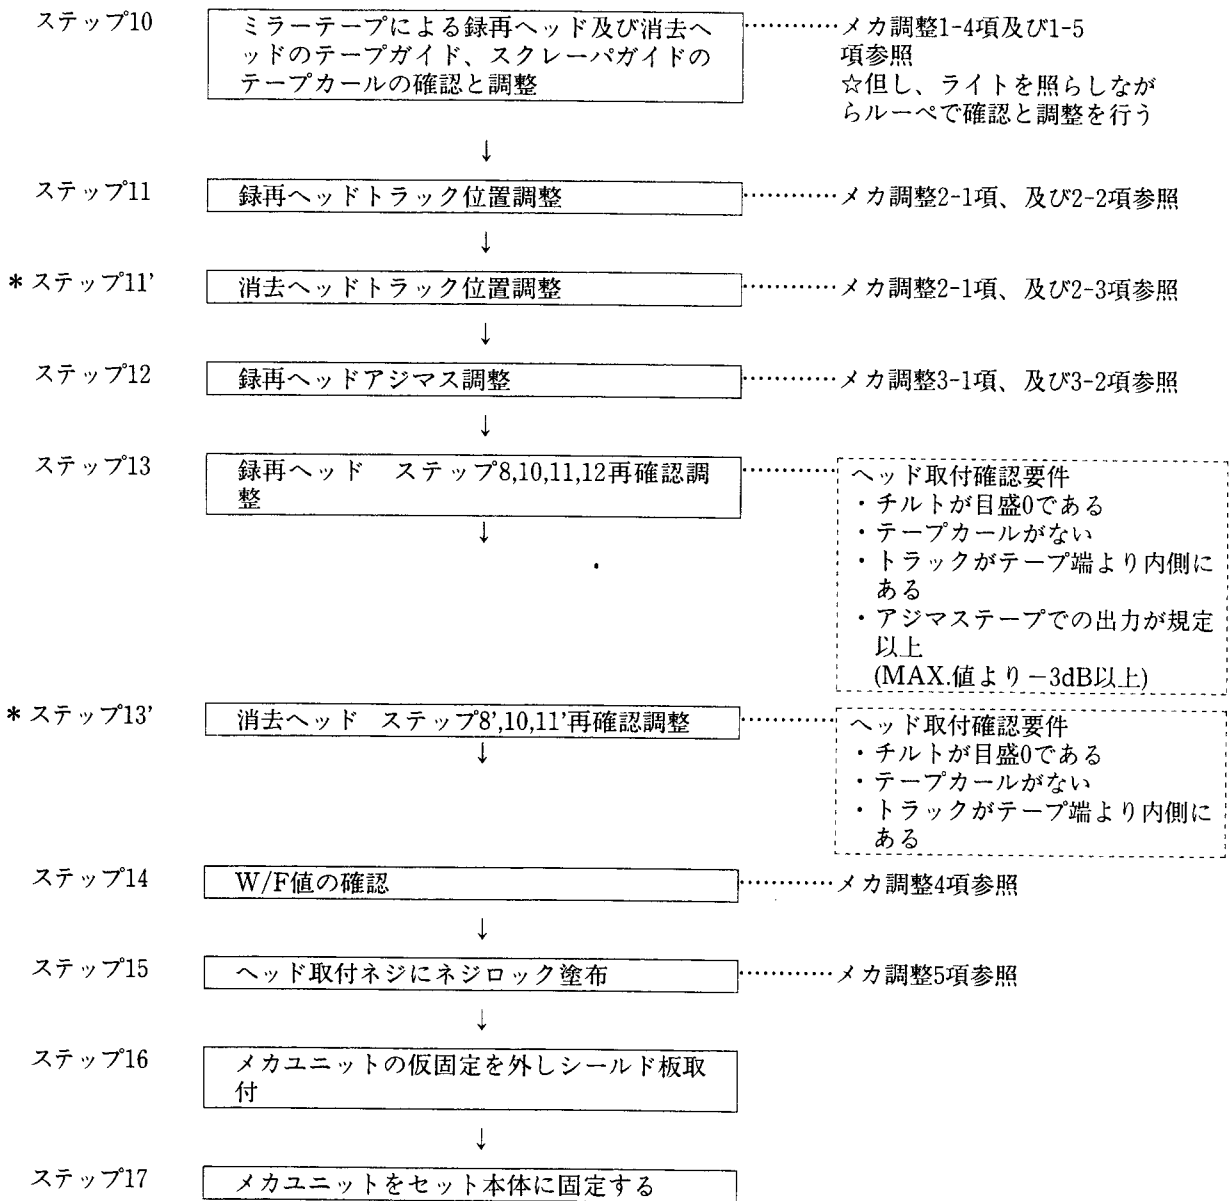 ステップ10
ミラーテープによる録再ヘッド及び消去ヘ
ッドのテープガイド、スクレーパガイドの
テープカールの確認と調整
…………メカ調整1-4項及び1-5
項参照
☆但し、ライトを照らしなが
らルーペで確認と調整を行う
↓
ステップ11
録再ヘッドトラック位置調整
…………メカ調整2-1項、及び2-2項参照
↓
*ステップ11'
消去ヘッドトラック位置調整
…………メカ調整2-1項、及び2-3項参照
↓
ステップ12
録再ヘッドアジマス調整
…………メカ調整3-1項、及び3-2項参照
↓
ステップ13
録再ヘッド　ステップ8,10,11,12再確認調
整
…………
ヘッド取付確認要件
・チルトが目盛0である
・テープカールがない
・トラックがテープ端より内側に
ある
・アジマステープでの出力が規定
以上
(MAX.値より－3dB以上)
↓
*ステップ13'
消去ヘッド　ステップ8',10,11'再確認調整
…………
ヘッド取付確認要件
・チルトが目盛0である
・テープカールがない
・トラックがテープ端より内側に
ある
↓
ステップ14
W/F値の確認
…………メカ調整4項参照
↓
ステップ15
ヘッド取付ネジにネジロック塗布
…………メカ調整5項参照
↓
ステップ16
メカユニットの仮固定を外しシールド板取
付
↓
ステップ17
メカユニットをセット本体に固定する